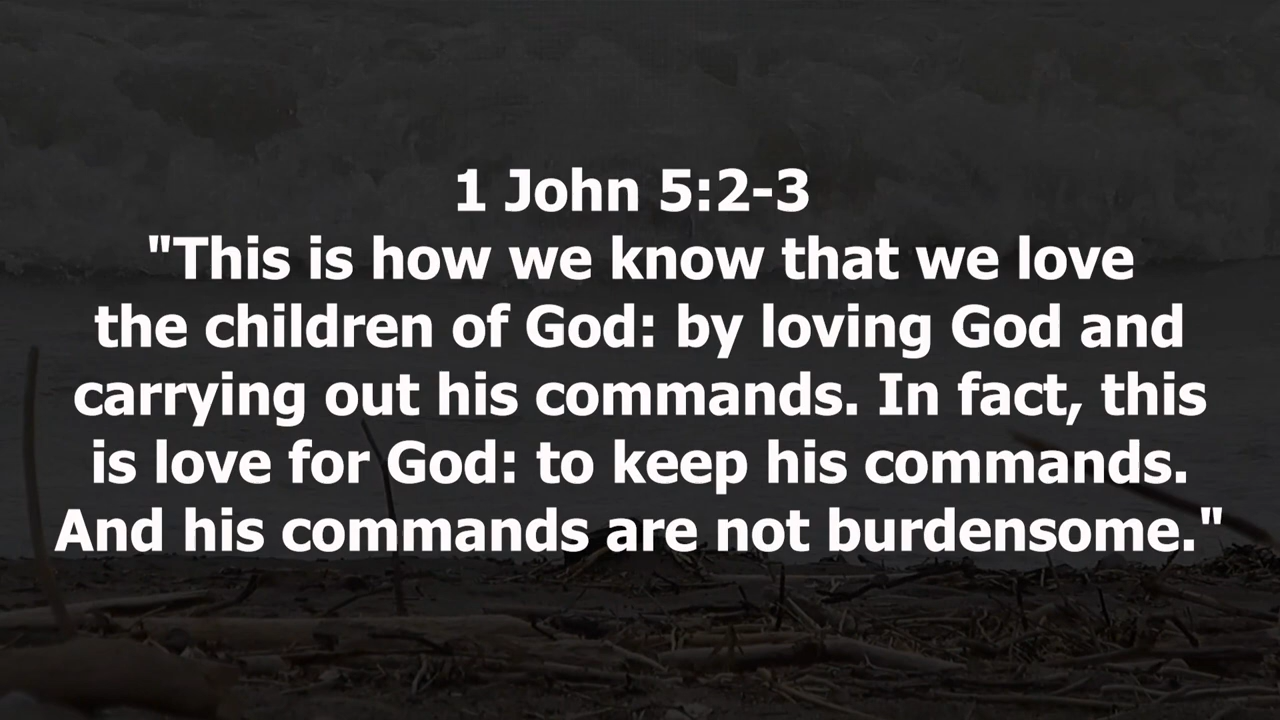 1 John 5:2-3
"This is how we know that we love
the children of God: by loving God and
carrying out his commands. In fact, this
is love for God: to keep his commands.
And his commands are not burdensome."